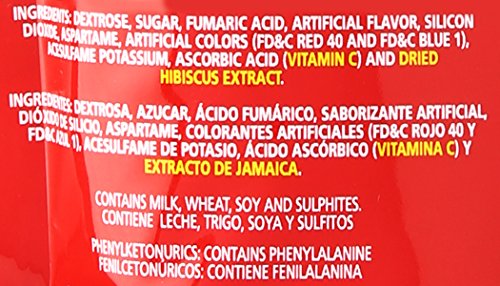 INGREDIENTS: DEXTROSE, SUGAR, FUMARIC ACID, ARTIFICIAL FLAVOR, SILICON
DIOXIDE, ASPARTAME, ARTIFICIAL COLORS (FD&C RED 40 AND FD&C BLUE 1),
ACESULFAME POTASSIUM, ASCORBIC ACID (VITAMIN C) AND DRIED
HIBISCUS EXTRACT.
INGREDIENTES: DEXTROSA, AZUCAR, ÁCIDO FUMÁRICO, SABORIZANTE ARTIFICIAL,
DIÓXIDO DE SILICIO, ASPARTAME, COLORANTES ARTIFICIALES (FD&C ROJO 40 Y
FD&C AZUL 1), ACESULFAME DE POTASIO, ÁCIDO ASCÓRBICO (VITAMINA C) Y
EXTRACTO DE JAMAICA.
CONTAINS MILK, WHEAT, SOY AND SULPHITES.
CONTIENE LECHE, TRIGO, SOYA Y SULFITOS
PHENYLKETONURICS: CONTAINS PHENYLALANINE
FENILCETONÚRICOS: CONTIENE FENILALANINA